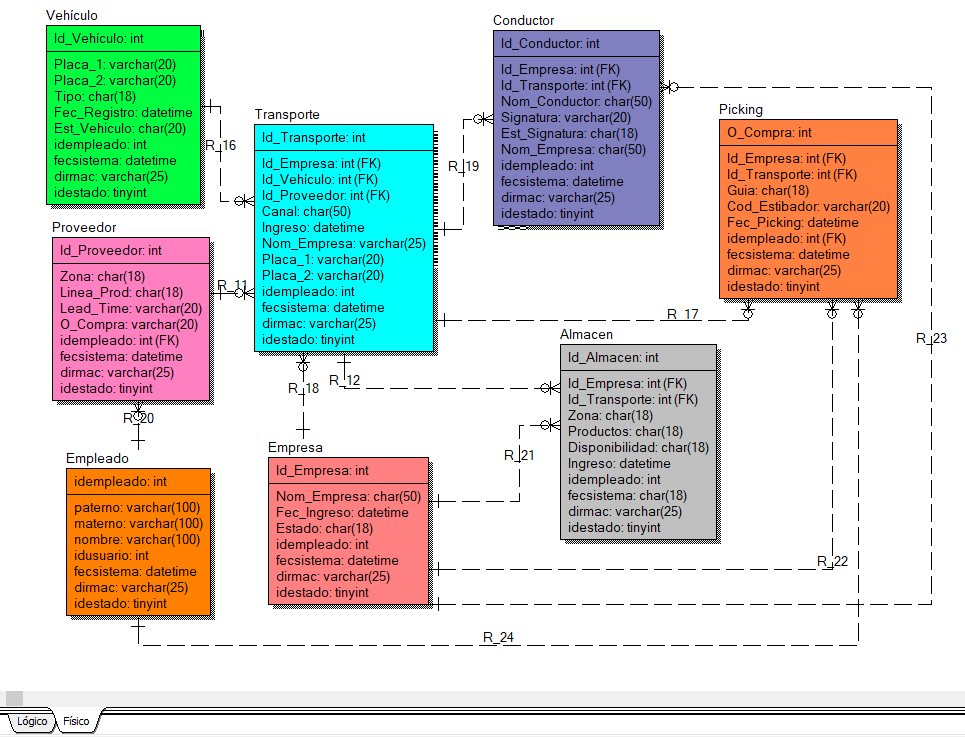 Vehículo
Id_Vehículo: int
Placa_1: varchar(20)
Placa_2: varchar(20)
Tipo: char(18)
Fec_Registro: datetime
Est_Vehiculo: char(20)
idempleado: int
fecsistema: datetime
dirmac: varchar(25)
idestado: tinyint
R_16
Transporte
Id_Transporte: int
Id_Empresa: int (FK)
Id_Vehículo: int (FK)
Id_Proveedor: int (FK)
Canal: char(50)
Ingreso: datetime
Nom_Empresa: varchar(25)
Placa_1: varchar(20)
Placa_2: varchar(20)
idempleado: int
fecsistema: datetime
dirmac: varchar(25)
idestado: tinyint
R_19
Conductor
Id_Conductor: int
Id_Empresa: int (FK)
Id_Transporte: int (FK)
Nom_Conductor: char(50)
Signatura: varchar(20)
Est_Signatura: char(18)
Nom_Empresa: char(50)
idempleado: int
fecsistema: datetime
dirmac: varchar(25)
idestado: tinyint
Picking
O_Compra: int
Id_Empresa: int (FK)
Id_Transporte: int (FK)
Guia: char(18)
Cod_Estibador: varchar(20)
Fec_Picking: datetime
idempleado: int (FK)
fecsistema: datetime
dirmac: varchar(25)
idestado: tinyint
Proveedor
Id_Proveedor: int
Zona: char(18)
Linea_Prod: char(18)
Lead_Time: varchar(20)
O_Compra: varchar(20)
idempleado: int (FK)
fecsistema: datetime
dirmac: varchar(25)
idestado: tinyint
R_11
R_17
R_23
R_18
R_12
R_20
Almacen
Id_Almacen: int
Id_Empresa: int (FK)
Id_Transporte: int (FK)
Zona: char(18)
Productos: char(18)
Disponibilidad: char(18)
Ingreso: datetime
idempleado: int
fecsistema: char(18)
dirmac: varchar(25)
idestado: tinyint
R_21
Empleado
idempleado: int
paterno: varchar(100)
materno: varchar(100)
nombre: varchar(100)
idusuario: int
fecsistema: datetime
dirmac: varchar(25)
idestado: tinyint
Empresa
Id_Empresa: int
Nom_Empresa: char(50)
Fec_Ingreso: datetime
Estado: char(18)
idempleado: int
fecsistema: datetime
dirmac: varchar(25)
idestado: tinyint
R_22
R_24
Lógico
Físico